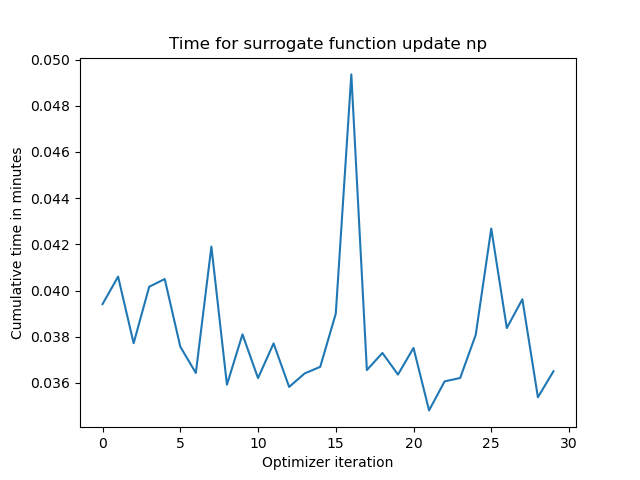 Time for surrogate function update np
Cumulative time in minutes
0.050
0.048
0.046
0.044
0.042
0.040
0.038
0.036
0 5 10 15 20 25 30
Optimizer iteration